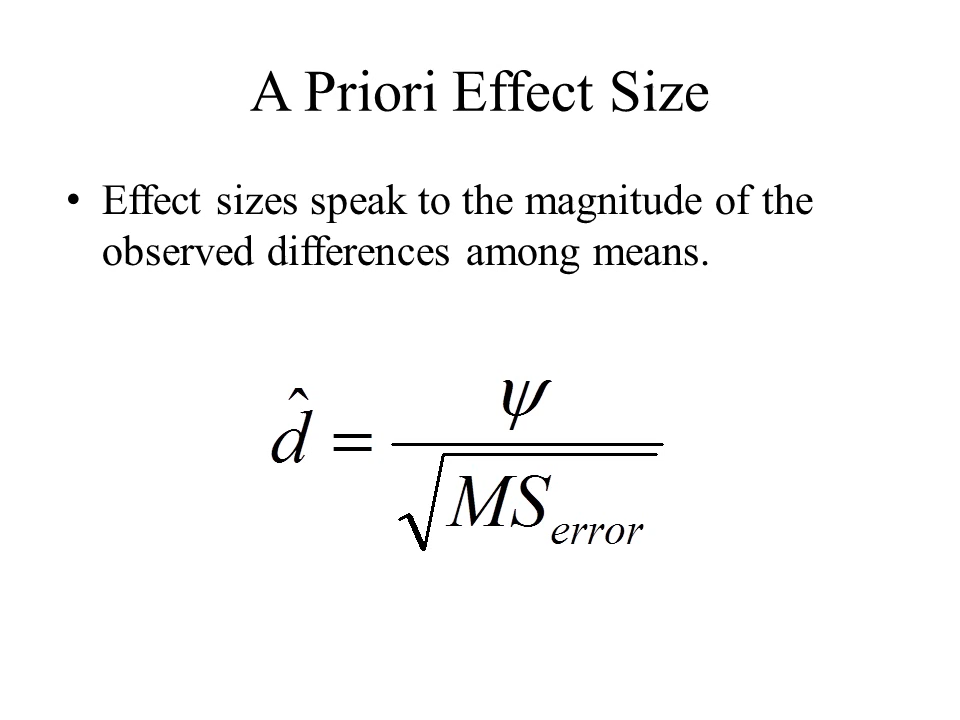 A Priori Effect Size
• Effect sizes speak to the magnitude of the
observed differences among means.
d̂ = ψ / √MS_error